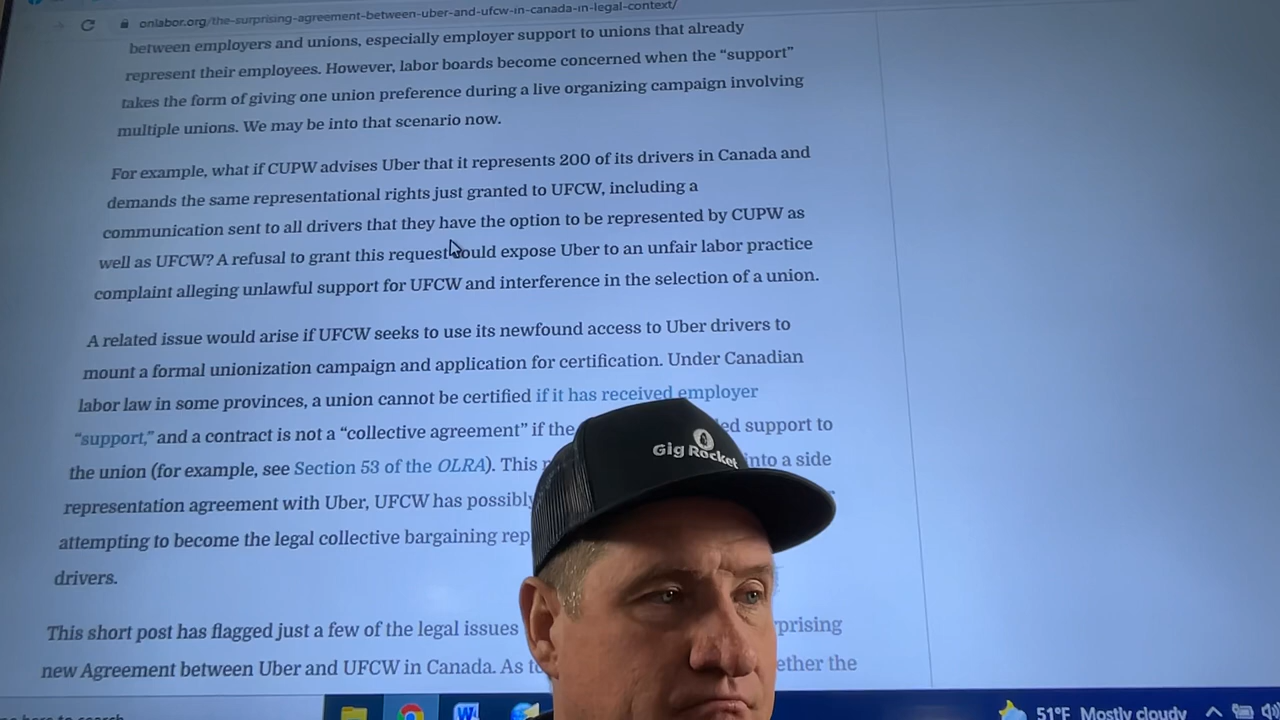 onlabor.org/the-surprising-agreement-between-uber-and-ufcw-in-canada-in-legal-context/
between employers and unions, especially employer support to unions that already
represent their employees. However, labor boards become concerned when the “support”
takes the form of giving one union preference during a live organizing campaign involving
multiple unions. We may be into that scenario now.
For example, what if CUPW advises Uber that it represents 200 of its drivers in Canada and
demands the same representational rights just granted to UFCW, including a
communication sent to all drivers that they have the option to be represented by CUPW as
well as UFCW? A refusal to grant this request would expose Uber to an unfair labor practice
complaint alleging unlawful support for UFCW and interference in the selection of a union.
A related issue would arise if UFCW seeks to use its newfound access to Uber drivers to
mount a formal unionization campaign and application for certification. Under Canadian
labor law in some provinces, a union cannot be certified if it has received employer
“support,” and a contract is not a “collective agreement” if the ed support to
the union (for example, see Section 53 of the OLRA). This into a side
representation agreement with Uber, UFCW has possibly
attempting to become the legal collective bargaining rep
drivers.
This short post has flagged just a few of the legal issues prising
new Agreement between Uber and UFCW in Canada. As ether the
Gig Rocket
51°F Mostly cloudy